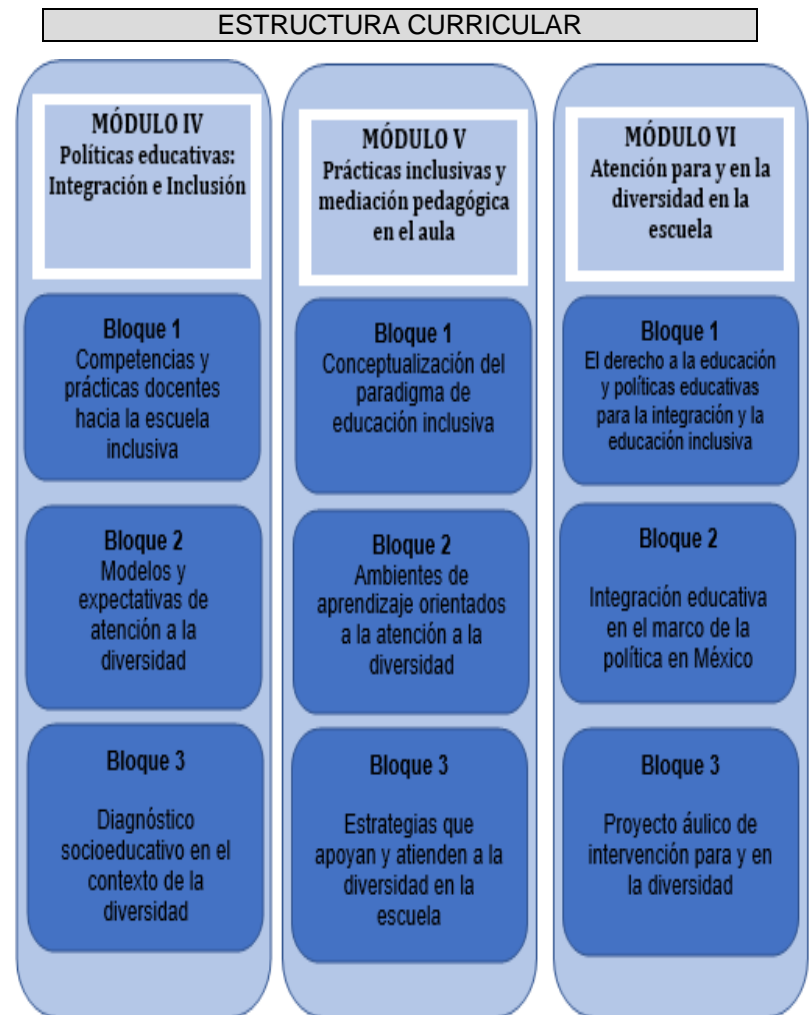 ESTRUCTURA CURRICULAR
MÓDULO IV
Políticas educativas:
Integración e Inclusión
Bloque 1
Competencias y
prácticas docentes
hacia la escuela
inclusiva
Bloque 2
Modelos y
expectativas de
atención a la
diversidad
Bloque 3
Diagnóstico
socioeducativo en el
contexto de la
diversidad
MÓDULO V
Prácticas inclusivas y
mediación pedagógica
en el aula
Bloque 1
Conceptualización del
paradigma de
educación inclusiva
Bloque 2
Ambientes de
aprendizaje orientados
a la atención a la
diversidad
Bloque 3
Estrategias que
apoyan y atienden a la
diversidad en la
escuela
MÓDULO VI
Atención para y en la
diversidad en la
escuela
Bloque 1
El derecho a la educación
y políticas educativas
para la integración y la
educación inclusiva
Bloque 2
Integración educativa
en el marco de la
política en México
Bloque 3
Proyecto áulico de
intervención para y en
la diversidad